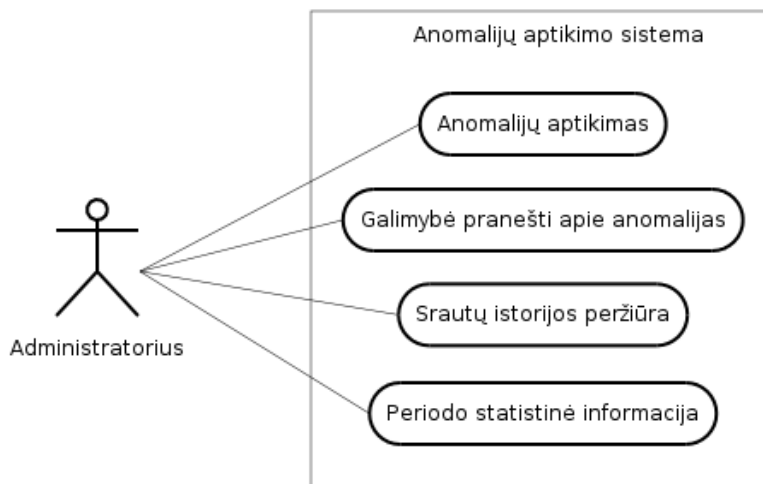 Anomalijų aptikimo sistema
Anomalijų aptikimas
Galimybė pranešti apie anomalijas
Srautų istorijos peržiūra
Administratorius
Periodo statistinė informacija